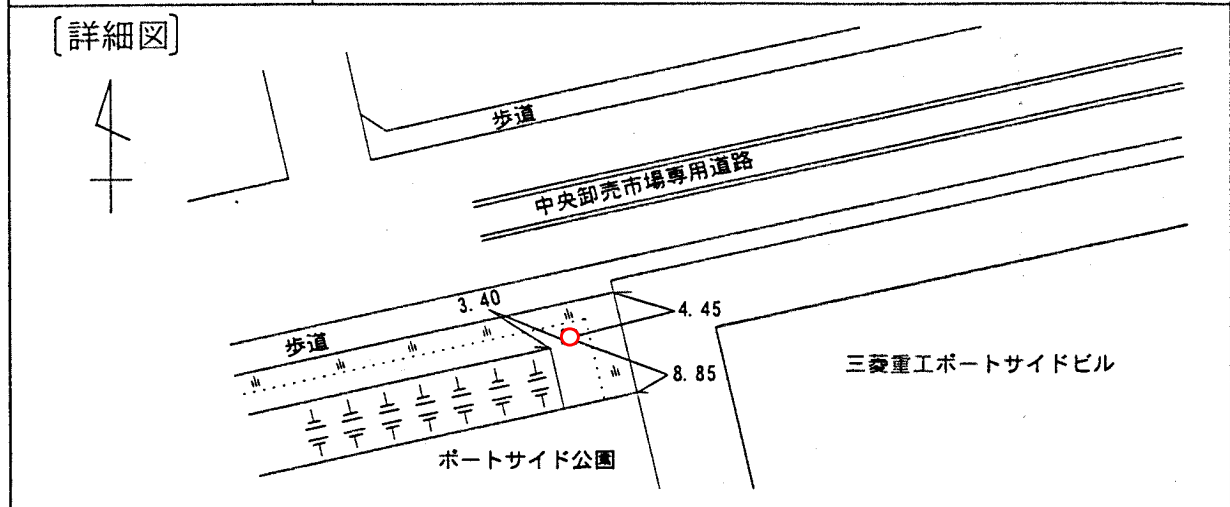 [詳細図]
歩道
中央卸売市場専用道路
3.40
4.45
歩道
三菱重工ポートサイドビル
8.85
ポートサイド公園